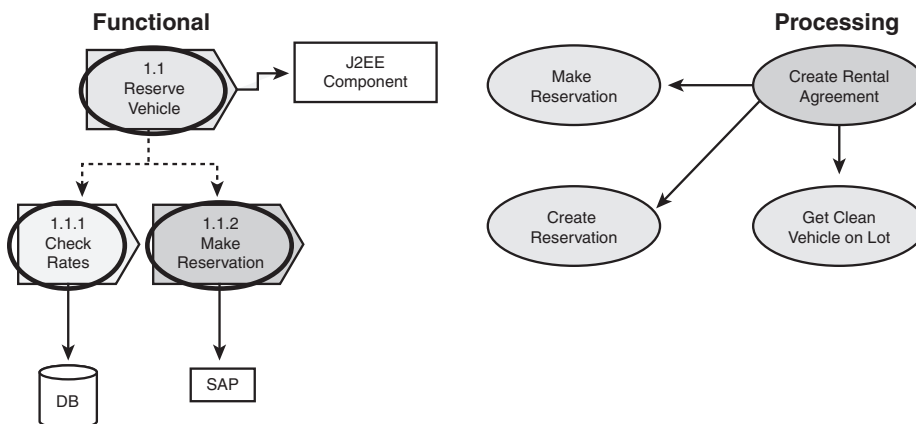 Functional
Processing
1.1
Reserve
Vehicle
J2EE
Component
Make
Reservation
Create Rental
Agreement
1.1.1
Check
Rates
1.1.2
Make
Reservation
Create
Reservation
Get Clean
Vehicle on Lot
DB
SAP